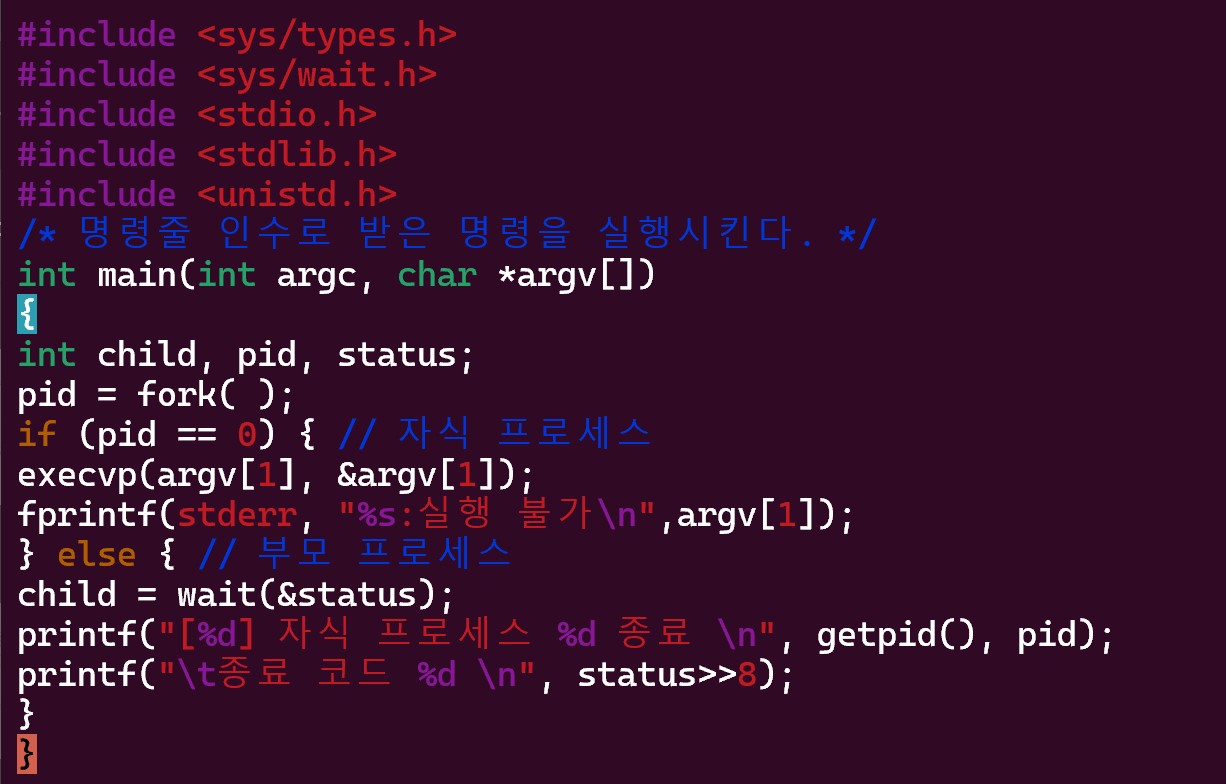 #include <sys/types.h>
#include <sys/wait.h>
#include <stdio.h>
#include <stdlib.h>
#include <unistd.h>
/* 명령줄 인수로 받은 명령을 실행시킨다. */
int main(int argc, char *argv[])
{
int child, pid, status;
pid = fork( );
if (pid == 0) { // 자식 프로세스
execvp(argv[1], &argv[1]);
fprintf(stderr, "%s:실행 불가\n",argv[1]);
} else { // 부모 프로세스
child = wait(&status);
printf("[%d] 자식 프로세스 %d 종료 \n", getpid(), pid);
printf("\t종료 코드 %d \n", status>>8);
}
}